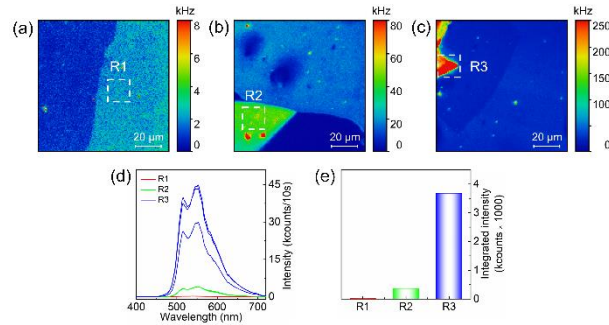 (a)
kHz
8
6
4
2
0
R1
20 µm
(b)
kHz
80
60
40
20
0
R2
20 µm
(c)
kHz
250
200
150
100
50
0
R3
20 µm
(d)
R1
R2
R3
45
30
15
0
Intensity (kcounts/10s)
400 500 600 700
Wavelength (nm)
(e)
4
3
2
1
0
Integrated intensity
(kcounts × 1000)
R1 R2 R3